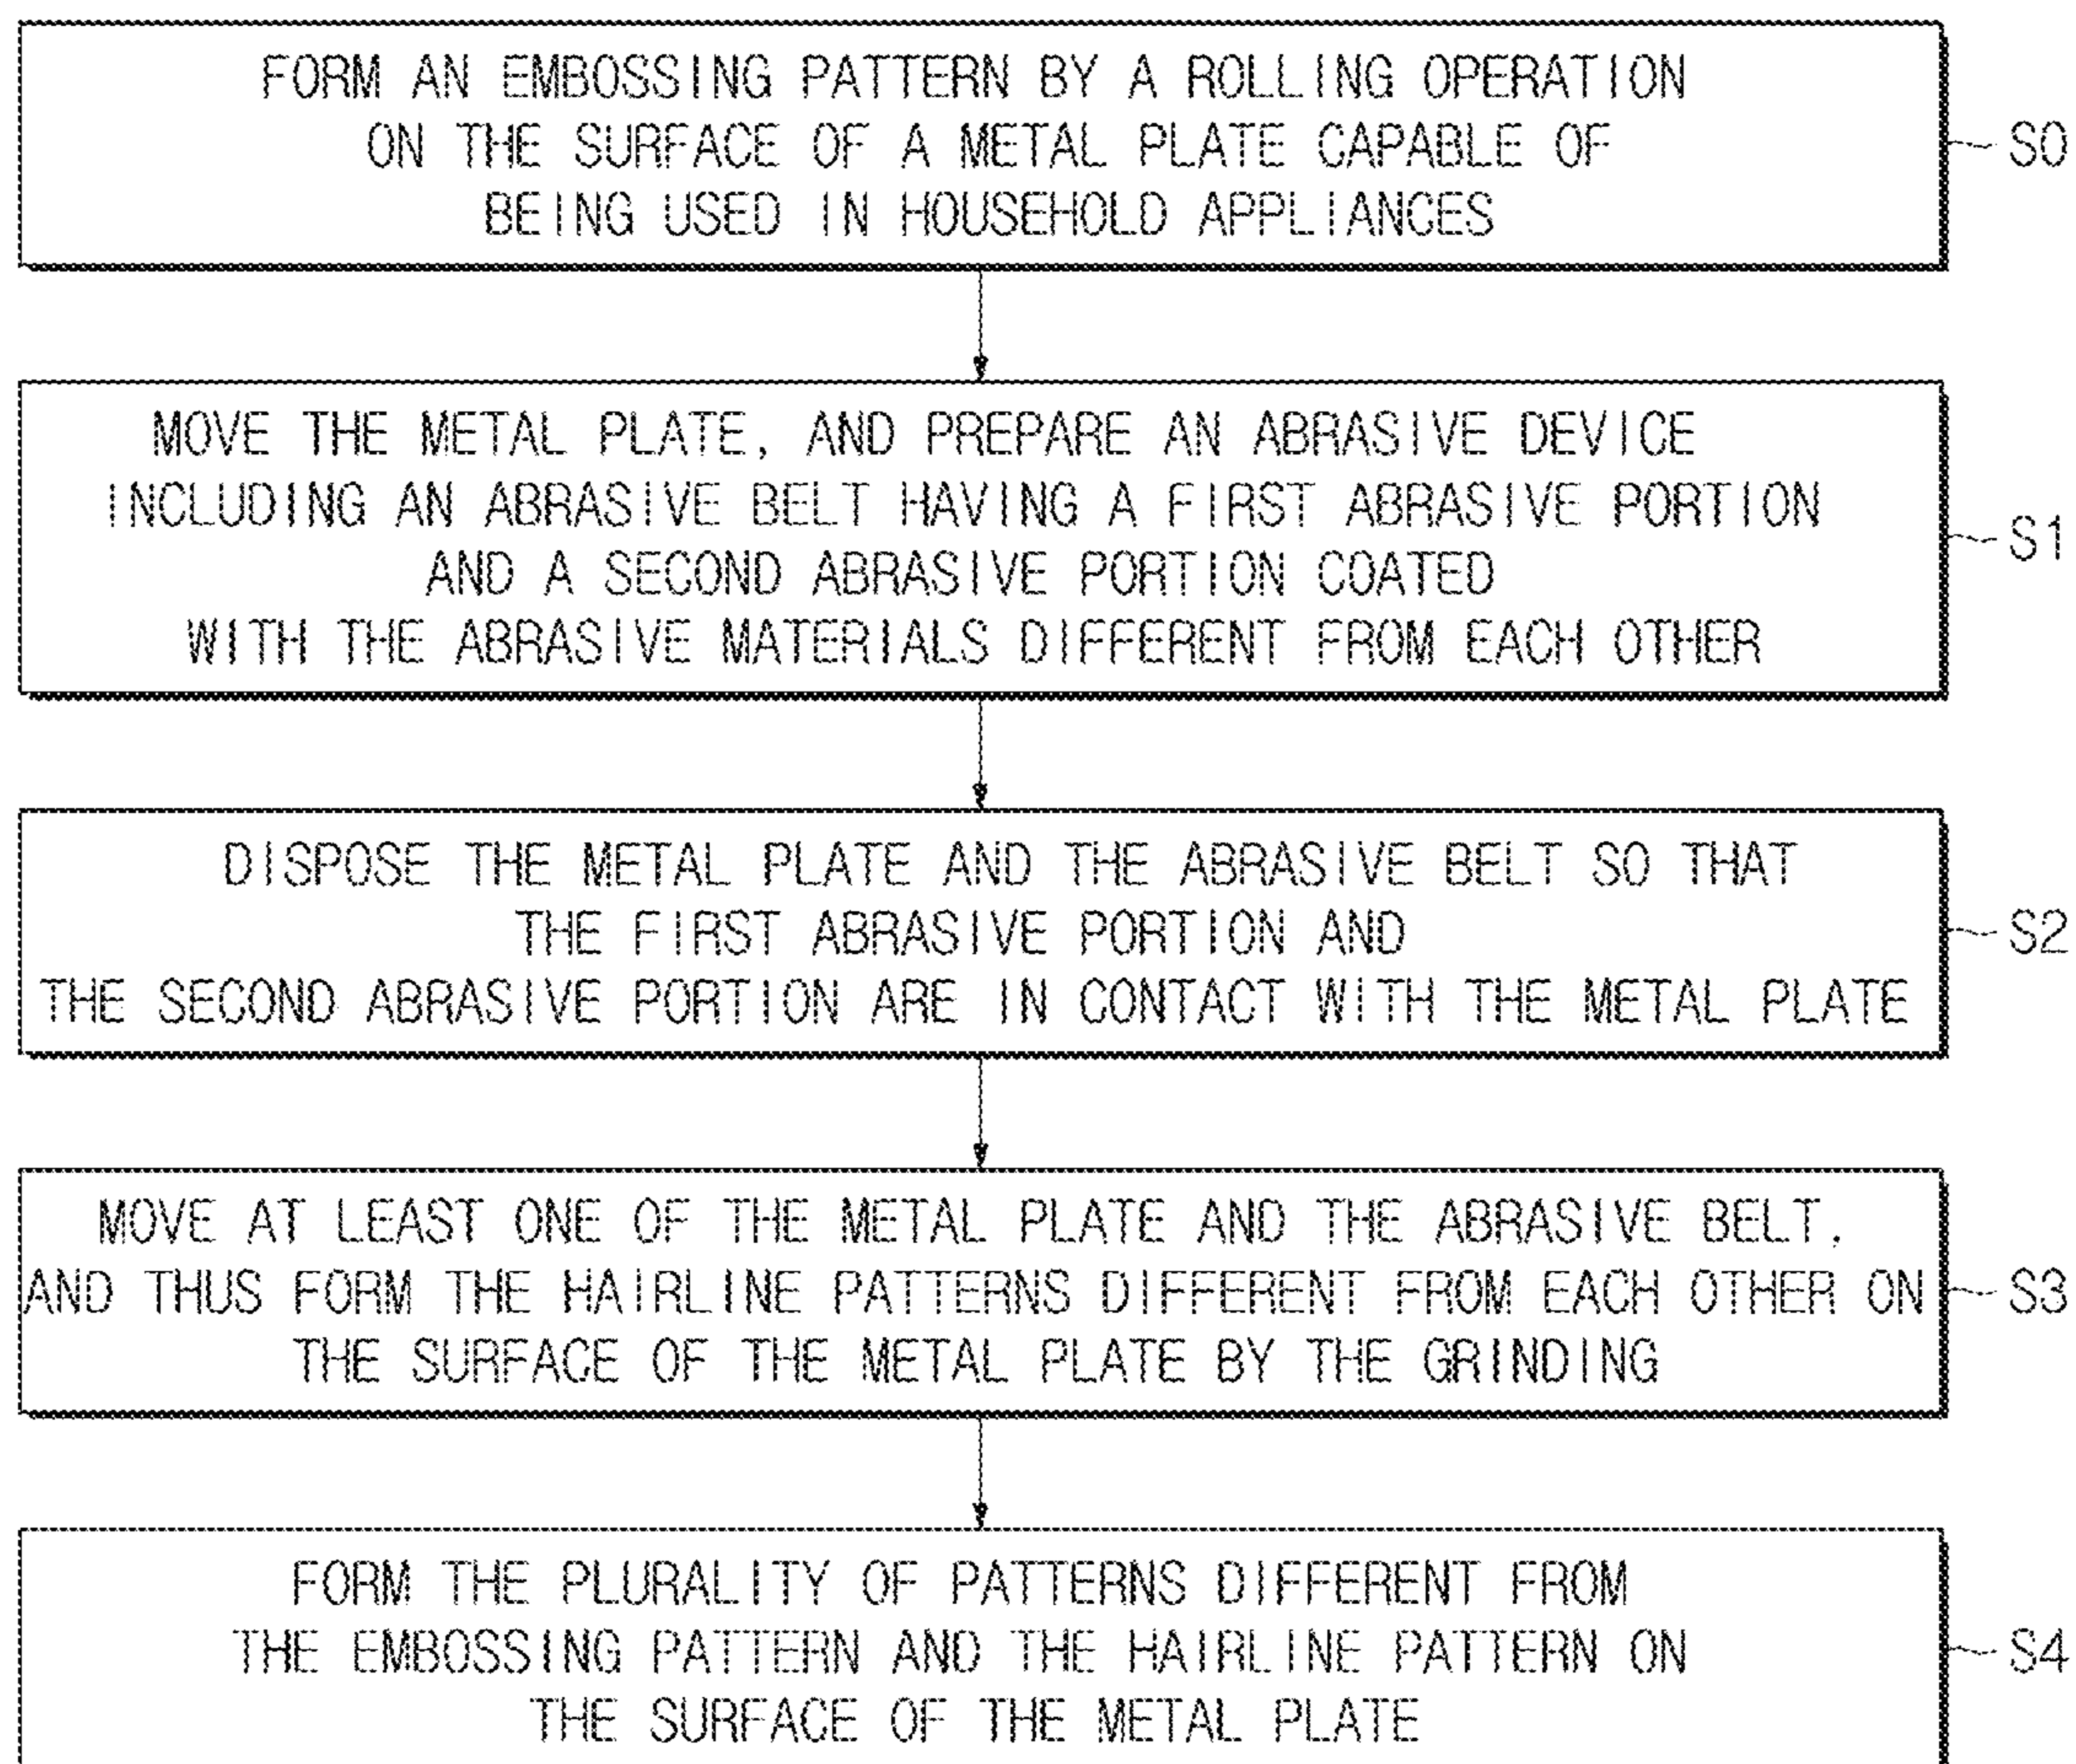 FORM AN EMBOSSING PATTERN BY A ROLLING OPERATION
ON THE SURFACE OF A METAL PLATE CAPABLE OF
BEING USED IN HOUSEHOLD APPLIANCES
S0
MOVE THE METAL PLATE, AND PREPARE AN ABRASIVE DEVICE
INCLUDING AN ABRASIVE BELT HAVING A FIRST ABRASIVE PORTION
AND A SECOND ABRASIVE PORTION COATED
WITH THE ABRASIVE MATERIALS DIFFERENT FROM EACH OTHER
S1
DISPOSE THE METAL PLATE AND THE ABRASIVE BELT SO THAT
THE FIRST ABRASIVE PORTION AND
THE SECOND ABRASIVE PORTION ARE IN CONTACT WITH THE METAL PLATE
S2
MOVE AT LEAST ONE OF THE METAL PLATE AND THE ABRASIVE BELT,
AND THUS FORM THE HAIRLINE PATTERNS DIFFERENT FROM EACH OTHER ON
THE SURFACE OF THE METAL PLATE BY THE GRINDING
S3
FORM THE PLURALITY OF PATTERNS DIFFERENT FROM
THE EMBOSSING PATTERN AND THE HAIRLINE PATTERN ON
THE SURFACE OF THE METAL PLATE
S4